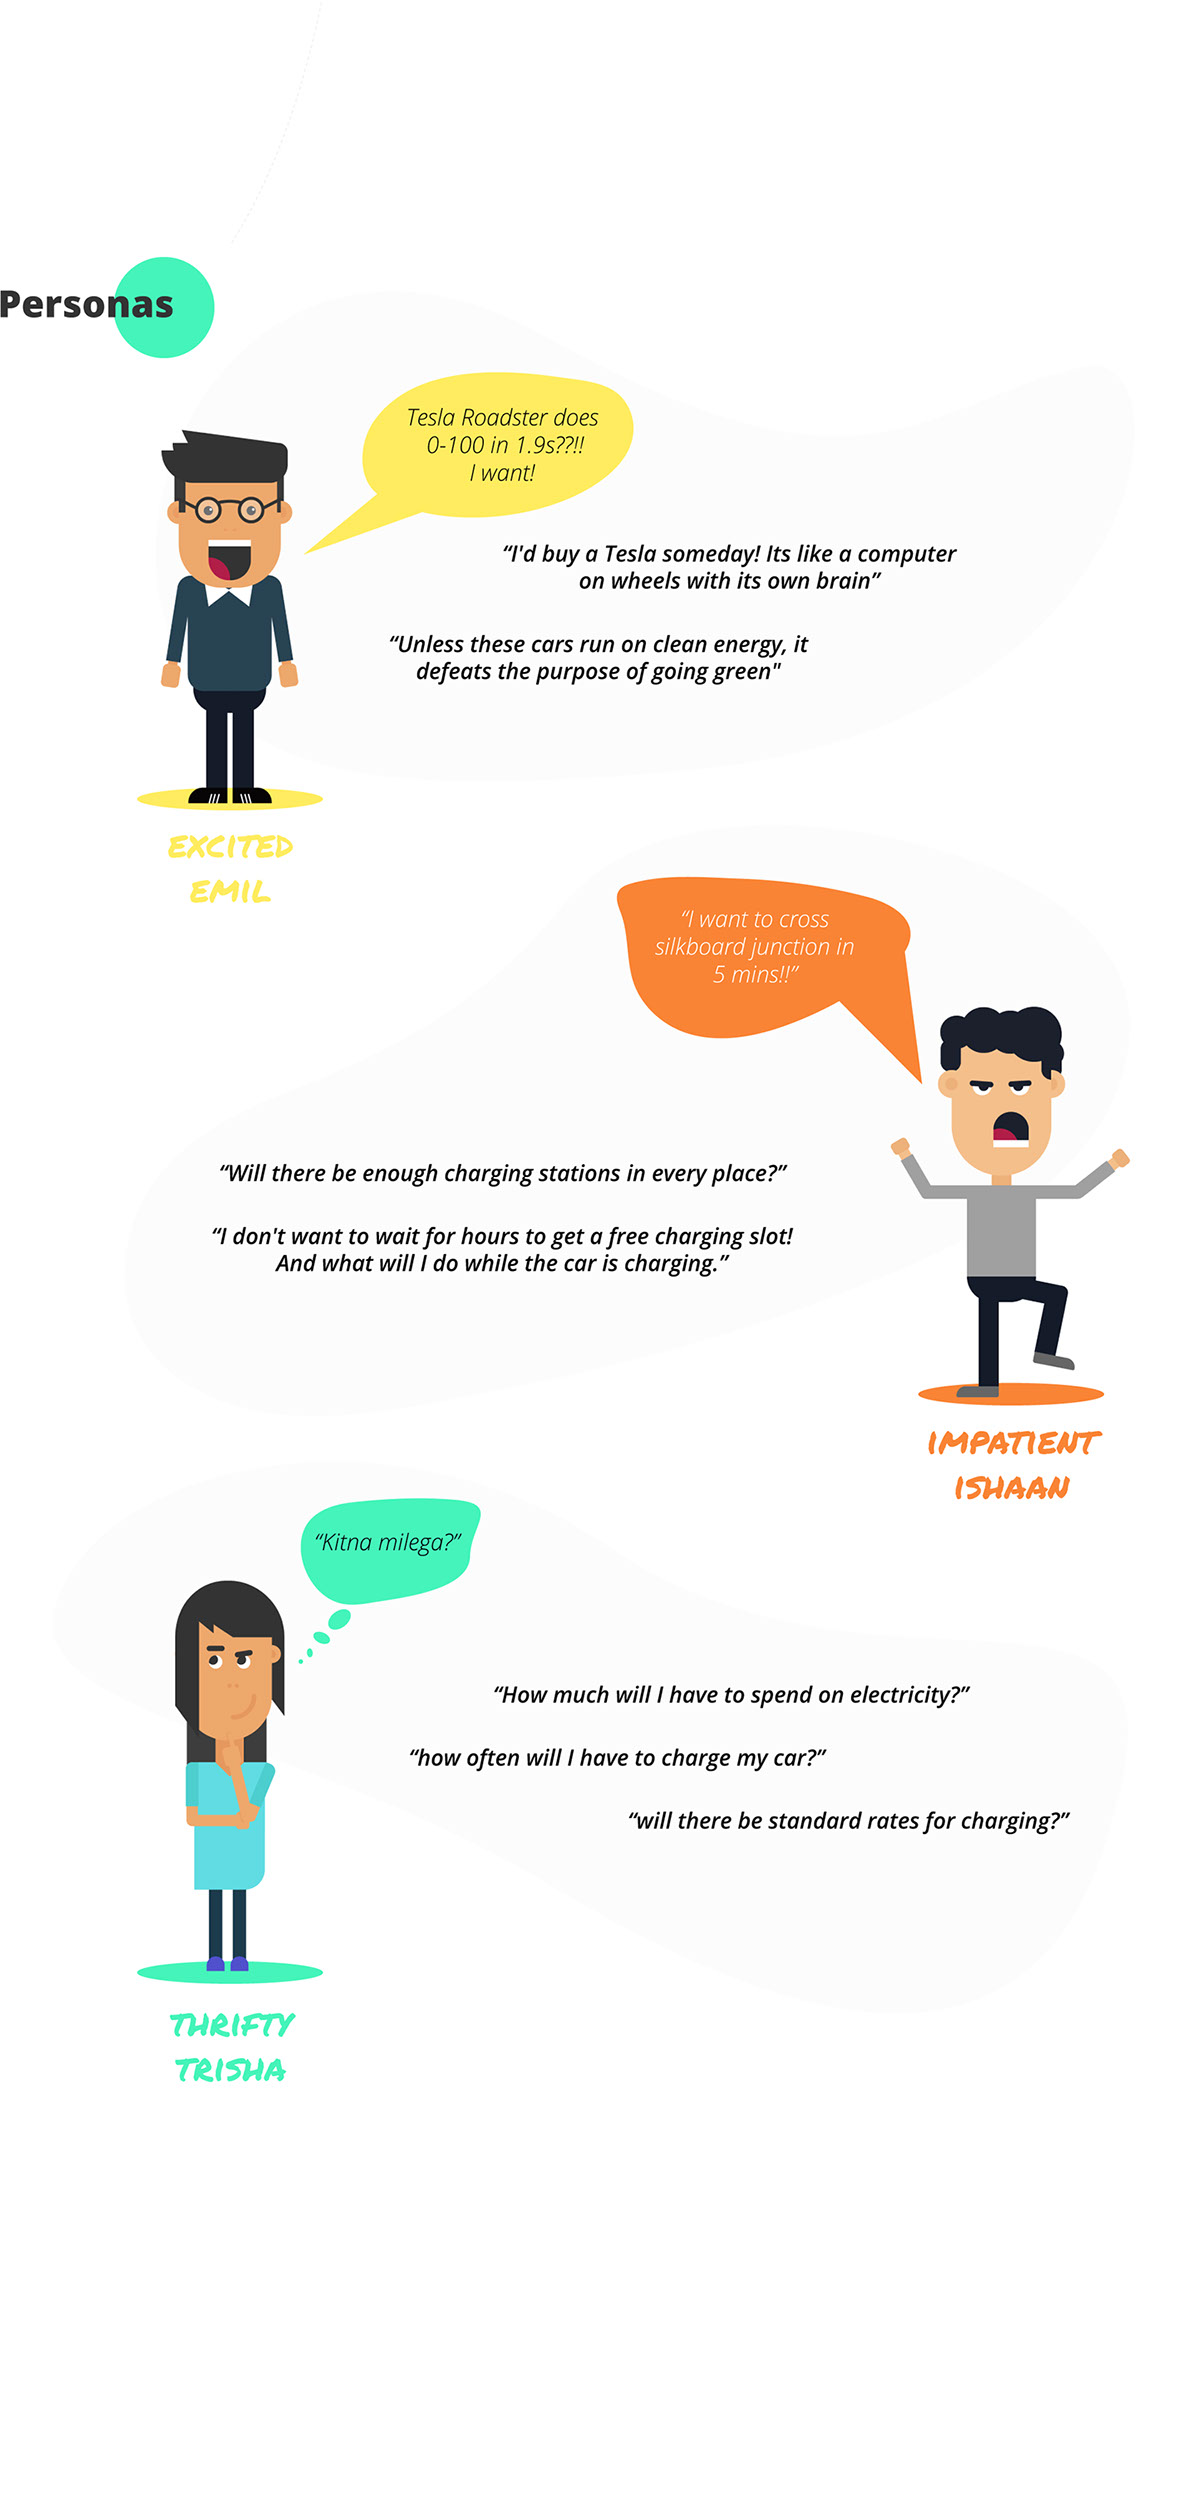 Personas
Tesla Roadster does
0-100 in 1.9s??!!
I want!
“I'd buy a Tesla someday! Its like a computer
on wheels with its own brain”
“Unless these cars run on clean energy, it
defeats the purpose of going green"
EXCITED
EMIL
“I want to cross
silkboard junction in
5 mins!!”
“Will there be enough charging stations in every place?”
“I don't want to wait for hours to get a free charging slot!
And what will I do while the car is charging.”
IMPATIENT
ISHAAN
“Kitna milega?”
“How much will I have to spend on electricity?”
“how often will I have to charge my car?”
“will there be standard rates for charging?”
THRIFTY
TRISHA